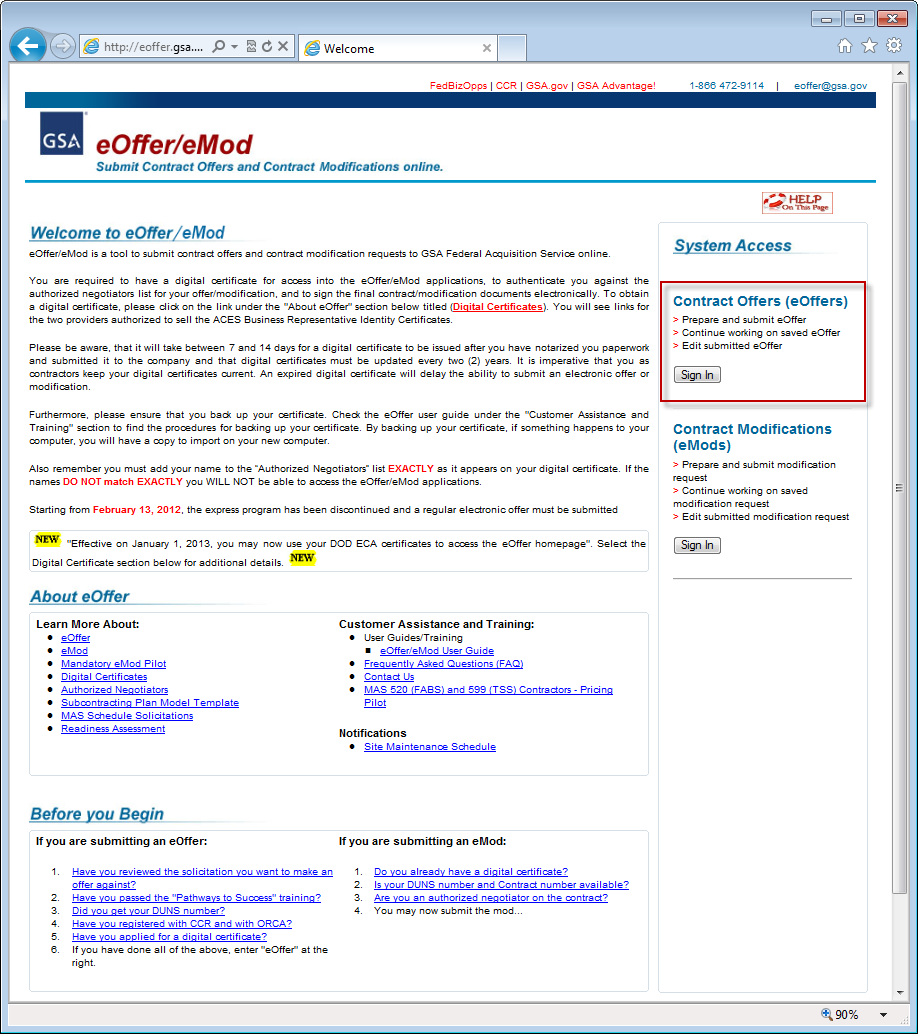 http://eoffer.gsa....
Welcome
FedBizOpps | CCR | GSA.gov | GSA Advantage! 1-866 472-9114 | eoffer@gsa.gov
GSA
eOffer/eMod
Submit Contract Offers and Contract Modifications online.
HELP
On This Page
Welcome to eOffer/eMod
eOffer/eMod is a tool to submit contract offers and contract modification requests to GSA Federal Acquisition Service online.
You are required to have a digital certificate for access into the eOffer/eMod applications, to authenticate you against the
authorized negotiators list for your offer/modification, and to sign the final contract/modification documents electronically. To obtain
a digital certificate, please click on the link under the "About eOffer" section below titled (Digital Certificates). You will see links for
the two providers authorized to sell the ACES Business Representative Identity Certificates.
Please be aware, that it will take between 7 and 14 days for a digital certificate to be issued after you have notarized you paperwork
and submitted it to the company and that digital certificates must be updated every two (2) years. It is imperative that you as
contractors keep your digital certificates current. An expired digital certificate will delay the ability to submit an electronic offer or
modification.
Furthermore, please ensure that you back up your certificate. Check the eOffer user guide under the "Customer Assistance and
Training" section to find the procedures for backing up your certificate. By backing up your certificate, if something happens to your
computer, you will have a copy to import on your new computer.
Also remember you must add your name to the "Authorized Negotiators" list EXACTLY as it appears on your digital certificate. If the
names DO NOT match EXACTLY you WILL NOT be able to access the eOffer/eMod applications.
Starting from February 13, 2012, the express program has been discontinued and a regular electronic offer must be submitted
NEW "Effective on January 1, 2013, you may now use your DOD ECA certificates to access the eOffer homepage". Select the
Digital Certificate section below for additional details. NEW
System Access
Contract Offers (eOffers)
> Prepare and submit eOffer
> Continue working on saved eOffer
> Edit submitted eOffer
Sign In
Contract Modifications
(eMods)
> Prepare and submit modification
request
> Continue working on saved
modification request
> Edit submitted modification request
Sign In
About eOffer
Learn More About:
• eOffer
• eMod
• Mandatory eMod Pilot
• Digital Certificates
• Authorized Negotiators
• Subcontracting Plan Model Template
• MAS Schedule Solicitations
• Readiness Assessment
Customer Assistance and Training:
• User Guides/Training
▪ eOffer/eMod User Guide
• Frequently Asked Questions (FAQ)
• Contact Us
• MAS 520 (FABS) and 599 (TSS) Contractors - Pricing
Pilot
Notifications
• Site Maintenance Schedule
Before you Begin
If you are submitting an eOffer:
1. Have you reviewed the solicitation you want to make an
offer against?
2. Have you passed the "Pathways to Success" training?
3. Did you get your DUNS number?
4. Have you registered with CCR and with ORCA?
5. Have you applied for a digital certificate?
6. If you have done all of the above, enter "eOffer" at the
right.
If you are submitting an eMod:
1. Do you already have a digital certificate?
2. Is your DUNS number and Contract number available?
3. Are you an authorized negotiator on the contract?
4. You may now submit the mod...
90%